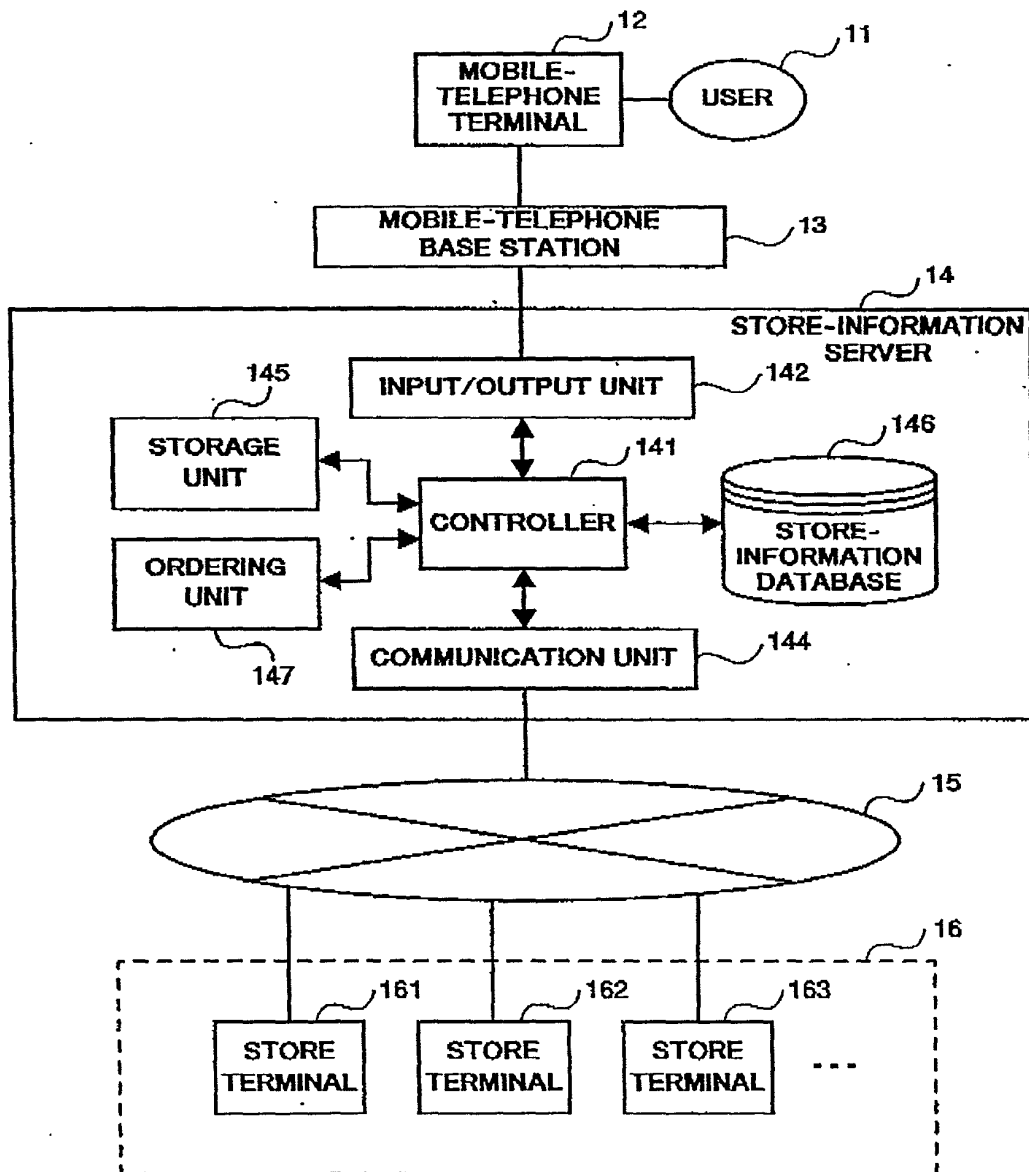 12
11
MOBILE-
TELEPHONE
TERMINAL
USER
MOBILE-TELEPHONE
BASE STATION
13
14
STORE-INFORMATION
SERVER
INPUT/OUTPUT UNIT
142
145
STORAGE
UNIT
141
CONTROLLER
146
STORE-
INFORMATION
DATABASE
ORDERING
UNIT
147
COMMUNICATION UNIT
144
15
16
161
162
163
STORE
TERMINAL
STORE
TERMINAL
STORE
TERMINAL
---